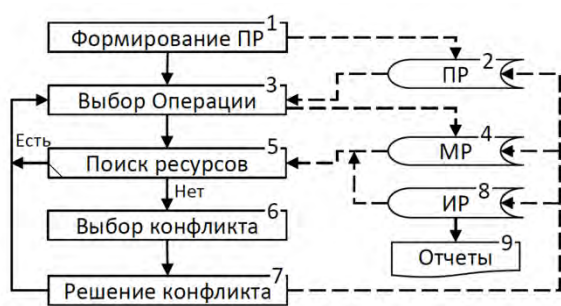 Формирование ПР 1
ПР 2
Выбор Операции 3
Есть
Поиск ресурсов 5
МР 4
Нет
ИР 8
Выбор конфликта 6
Отчеты 9
Решение конфликта 7